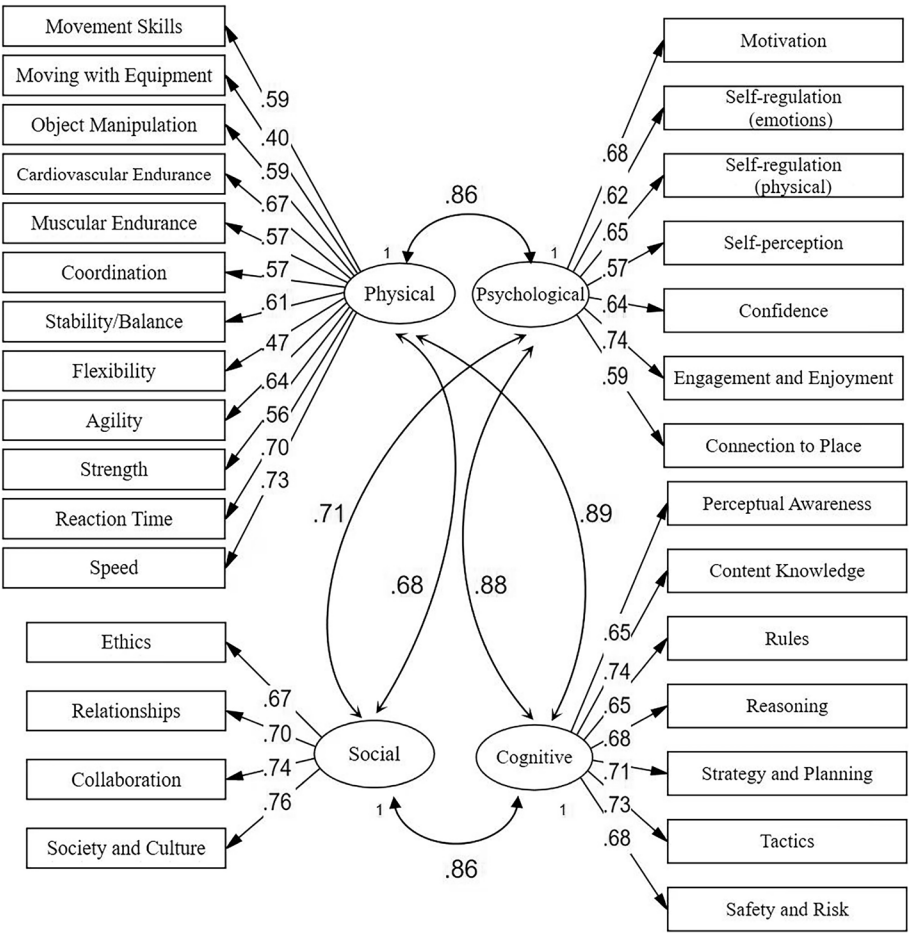 Movement Skills
Moving with Equipment
Object Manipulation
Cardiovascular Endurance
Muscular Endurance
Coordination
Stability/Balance
Flexibility
Agility
Strength
Reaction Time
Speed
.59
.40
.59
.67
.57
.57
.61
.47
.64
.56
.70
.73
1
Physical
.86
1
Psychological
.68
.62
.65
.57
.64
.74
.59
Motivation
Self-regulation
(emotions)
Self-regulation
(physical)
Self-perception
Confidence
Engagement and Enjoyment
Connection to Place
.71
.68
.88
.89
Ethics
Relationships
Collaboration
Society and Culture
.67
.70
.74
.76
Social
1
.86
Cognitive
1
.65
.74
.65
.68
.71
.73
.68
Perceptual Awareness
Content Knowledge
Rules
Reasoning
Strategy and Planning
Tactics
Safety and Risk